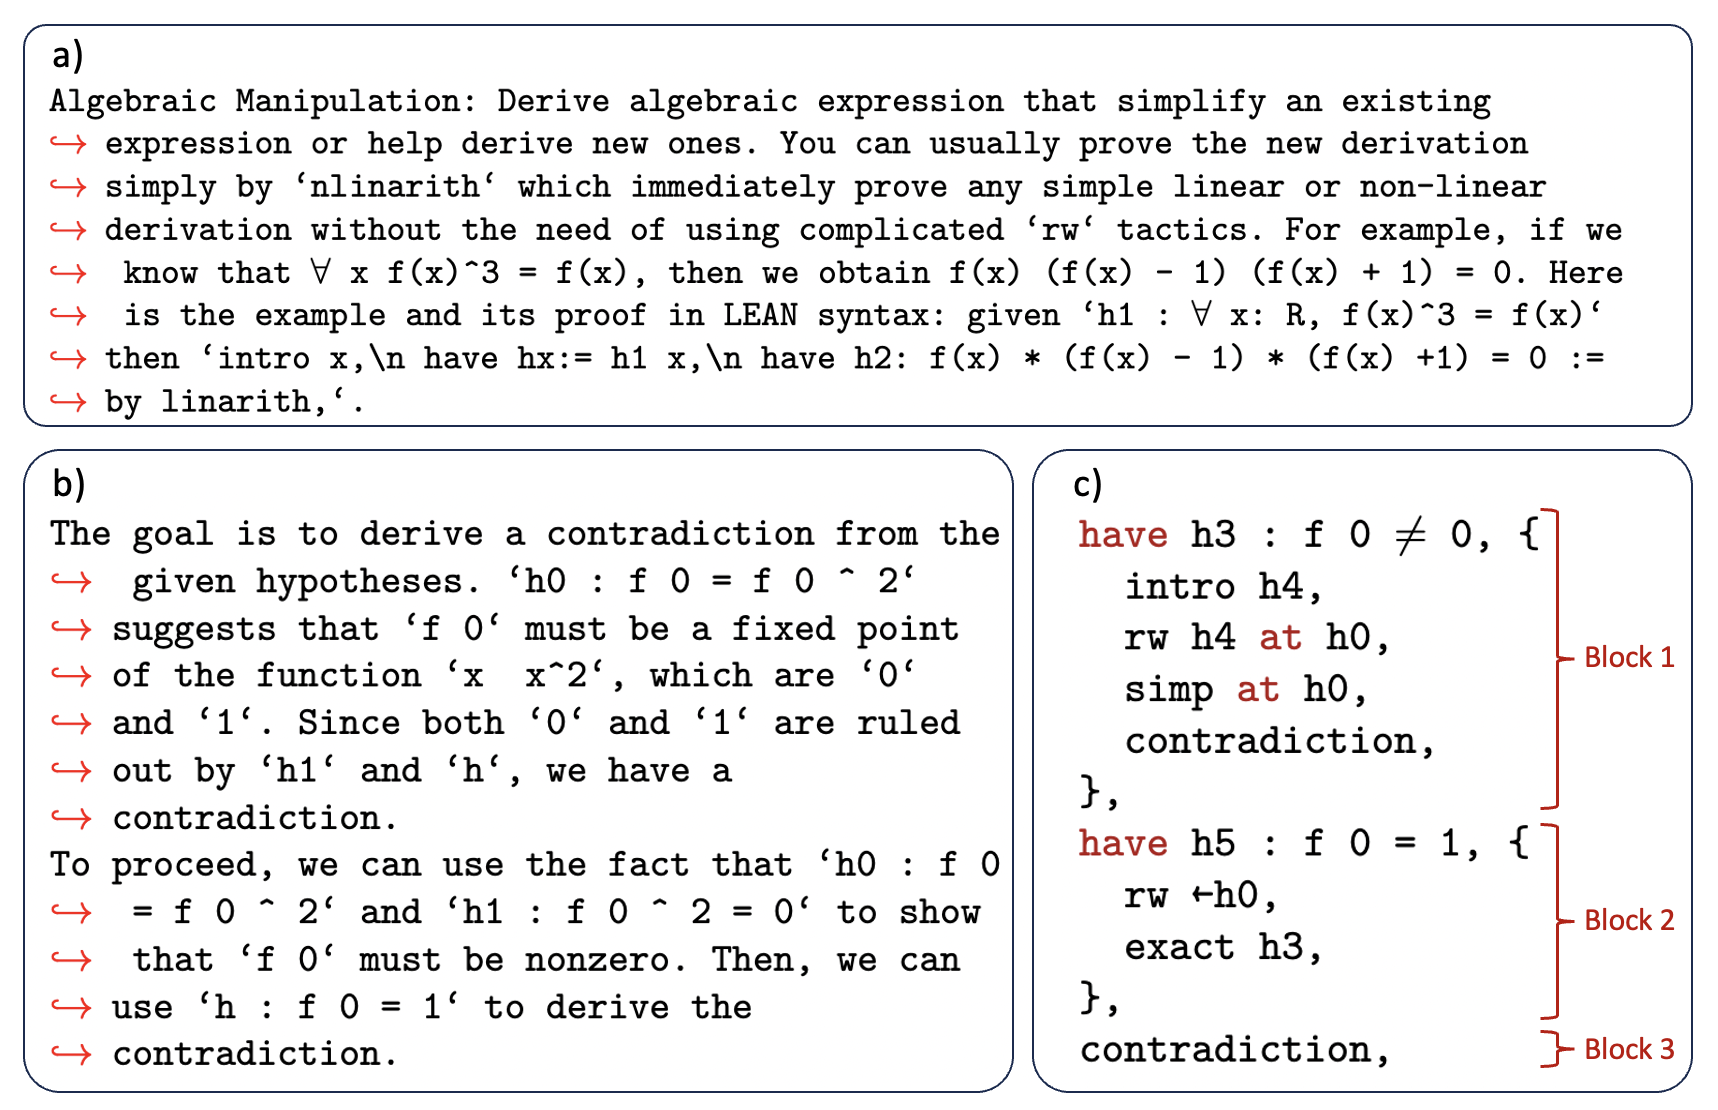 a)
Algebraic Manipulation: Derive algebraic expression that simplify an existing
↪ expression or help derive new ones. You can usually prove the new derivation
↪ simply by ‘nlinarith‘ which immediately prove any simple linear or non-linear
↪ derivation without the need of using complicated ‘rw‘ tactics. For example, if we
↪ know that ∀ x f(x)^3 = f(x), then we obtain f(x) (f(x) - 1) (f(x) + 1) = 0. Here
↪ is the example and its proof in LEAN syntax: given ‘h1 : ∀ x: R, f(x)^3 = f(x)‘
↪ then ‘intro x,\n have hx:= h1 x,\n have h2: f(x) * (f(x) - 1) * (f(x) +1) = 0 :=
↪ by linarith,‘.
b)
The goal is to derive a contradiction from the
↪ given hypotheses. ‘h0 : f 0 = f 0 ^ 2‘
↪ suggests that ‘f 0‘ must be a fixed point
↪ of the function ‘x x^2‘, which are ‘0‘
↪ and ‘1‘. Since both ‘0‘ and ‘1‘ are ruled
↪ out by ‘h1‘ and ‘h‘, we have a
↪ contradiction.
To proceed, we can use the fact that ‘h0 : f 0
↪ = f 0 ^ 2‘ and ‘h1 : f 0 ^ 2 = 0‘ to show
↪ that ‘f 0‘ must be nonzero. Then, we can
↪ use ‘h : f 0 = 1‘ to derive the
↪ contradiction.
c)
have h3 : f 0 ≠ 0, {
intro h4,
rw h4 at h0,
simp at h0,
contradiction,
},
Block 1
have h5 : f 0 = 1, {
rw ←h0,
exact h3,
},
Block 2
contradiction,
Block 3